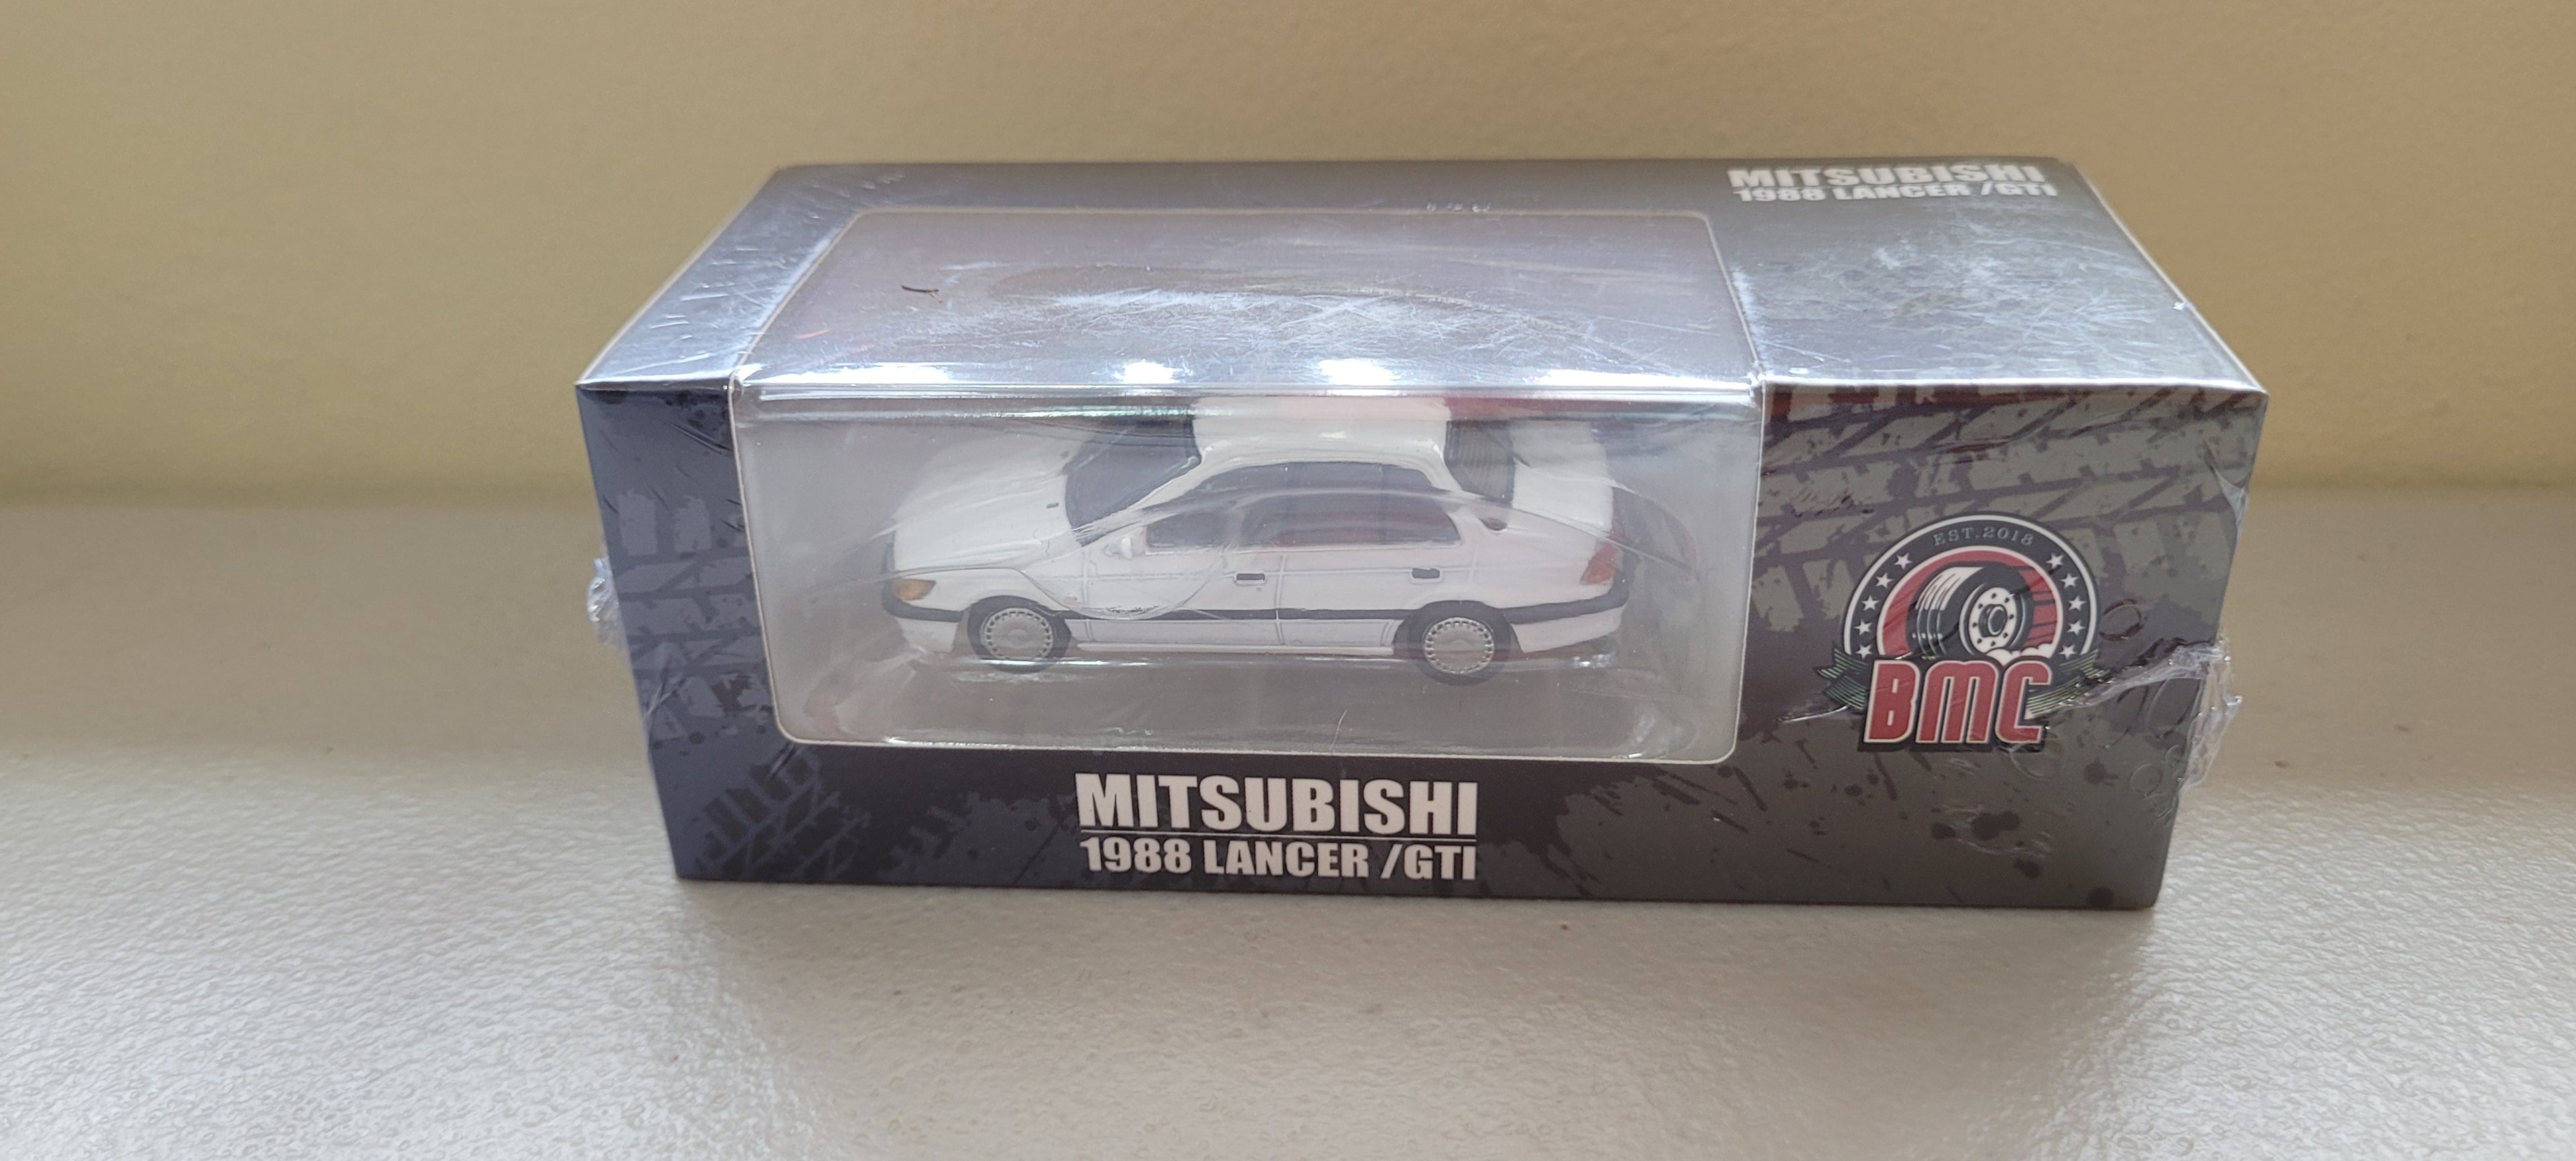 MITSUBISHI
1988 LANCER /GTI
EST.2018
BMC
MITSUBISHI
1988 LANCER /GTI